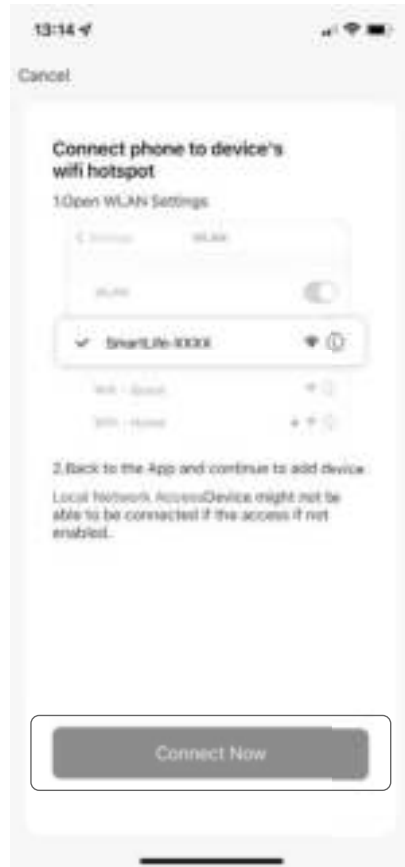 13:14
Cancel
Connect phone to device's
wifi hotspot
1.Open WLAN Settings
WLAN
WLAN
SmartLife-XXXX
2.Back to the App and continue to add device
Local Network AccessDevice might not be
able to be connected if the access if not
enabled.
Connect Now